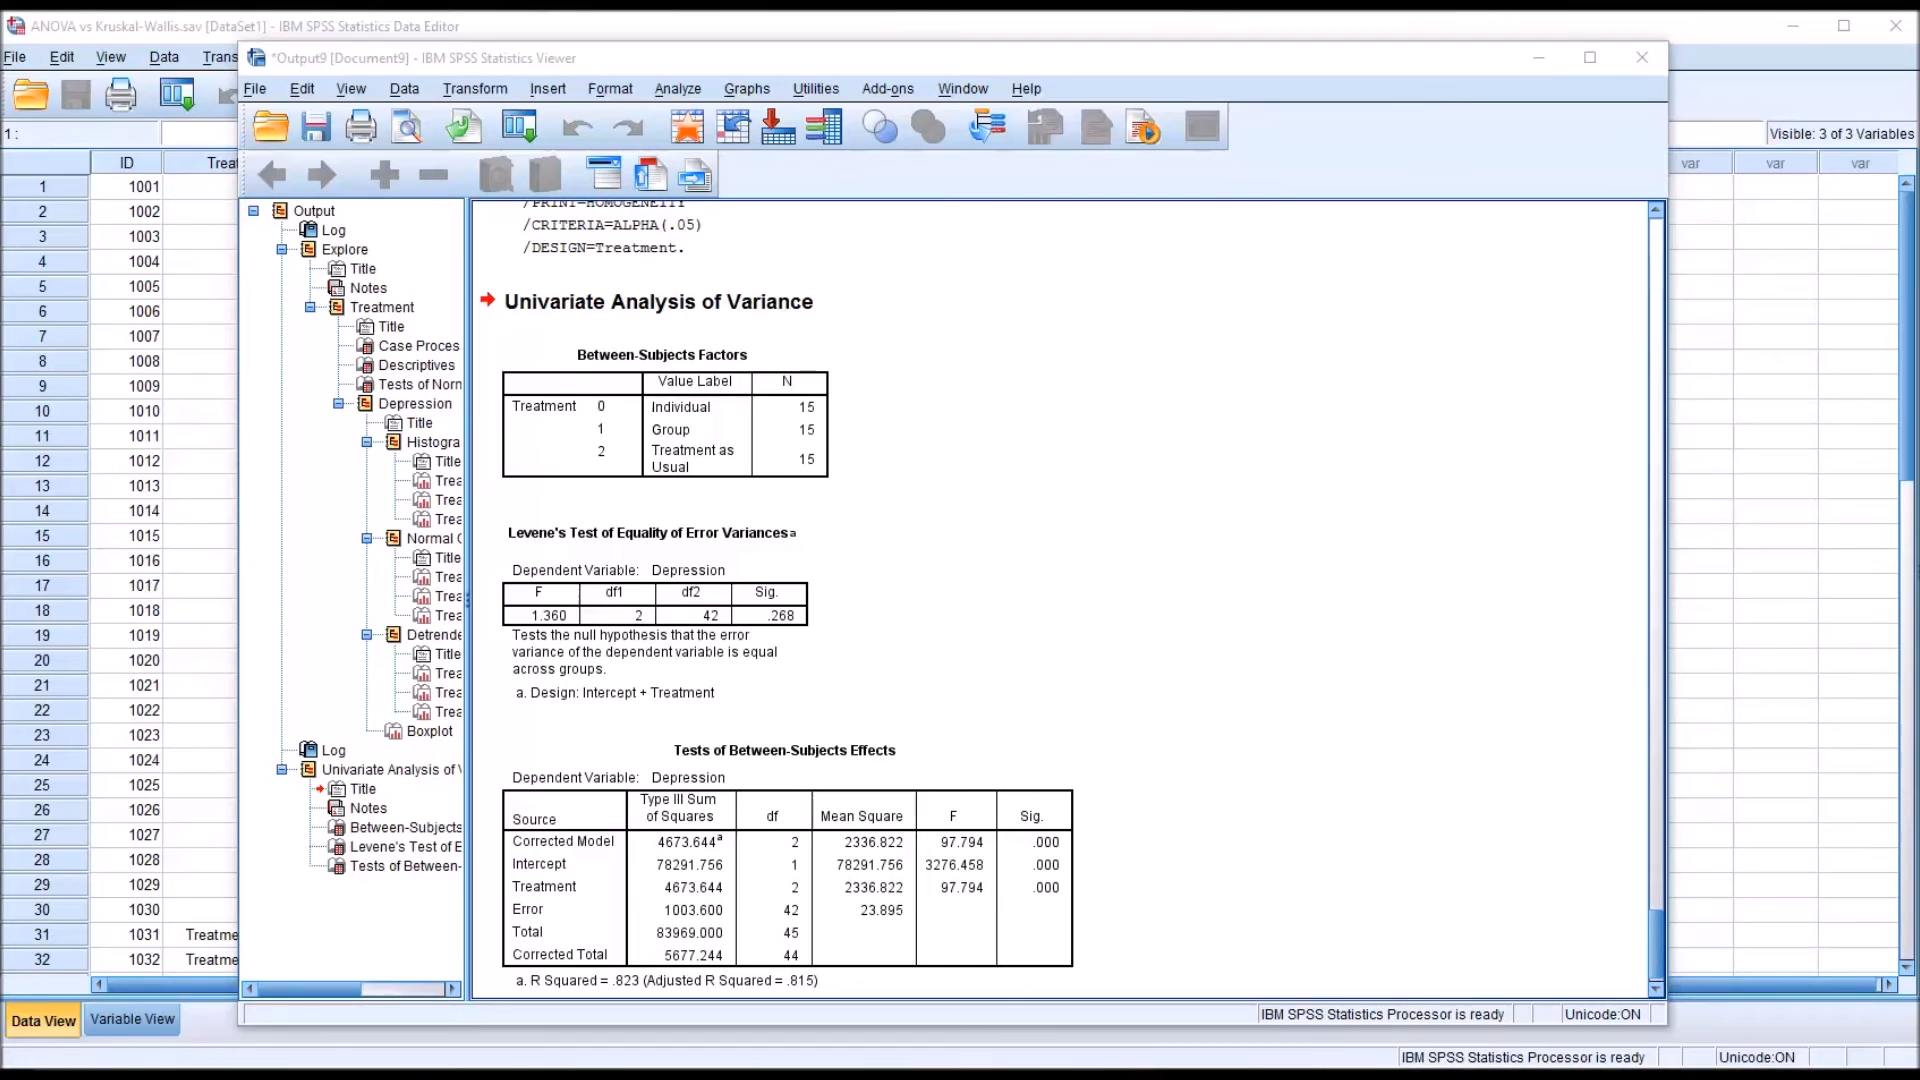 ANOVA vs Kruskal-Wallis.sav [DataSet1] - IBM SPSS Statistics Data Editor
File Edit View Data Trans
*Output9 [Document9] - IBM SPSS Statistics Viewer
File Edit View Data Transform Insert Format Analyze Graphs Utilities Add-ons Window Help
1 :
Visible: 3 of 3 Variables
ID Treat
var var var
1 1001
2 1002
3 1003
4 1004
5 1005
6 1006
7 1007
8 1008
9 1009
10 1010
11 1011
12 1012
13 1013
14 1014
15 1015
16 1016
17 1017
18 1018
19 1019
20 1020
21 1021
22 1022
23 1023
24 1024
25 1025
26 1026
27 1027
28 1028
29 1029
30 1030
31 1031 Treatme
32 1032 Treatme
Output
Log
Explore
Title
Notes
Treatment
Title
Case Proces
Descriptives
Tests of Norn
Depression
Title
Histogra
Title
Trea
Trea
Trea
Normal
Title
Trea
Trea
Trea
Detrende
Title
Trea
Trea
Trea
Boxplot
Log
Univariate Analysis of
Title
Notes
Between-Subjects
Levene's Test of E
Tests of Between-
/PRINT=HOMOGENEITY
/CRITERIA=ALPHA(.05)
/DESIGN=Treatment.
Univariate Analysis of Variance
Between-Subjects Factors
Value Label N
Treatment 0 Individual 15
1 Group 15
2 Treatment as Usual 15
Levene's Test of Equality of Error Variances a
Dependent Variable: Depression
F df1 df2 Sig.
1.360 2 42 .268
Tests the null hypothesis that the error
variance of the dependent variable is equal
across groups.
a. Design: Intercept + Treatment
Tests of Between-Subjects Effects
Dependent Variable: Depression
Source Type III Sum of Squares df Mean Square F Sig.
Corrected Model 4673.644a 2 2336.822 97.794 .000
Intercept 78291.756 1 78291.756 3276.458 .000
Treatment 4673.644 2 2336.822 97.794 .000
Error 1003.600 42 23.895
Total 83969.000 45
Corrected Total 5677.244 44
a. R Squared = .823 (Adjusted R Squared = .815)
IBM SPSS Statistics Processor is ready Unicode:ON
Data View Variable View
IBM SPSS Statistics Processor is ready Unicode:ON